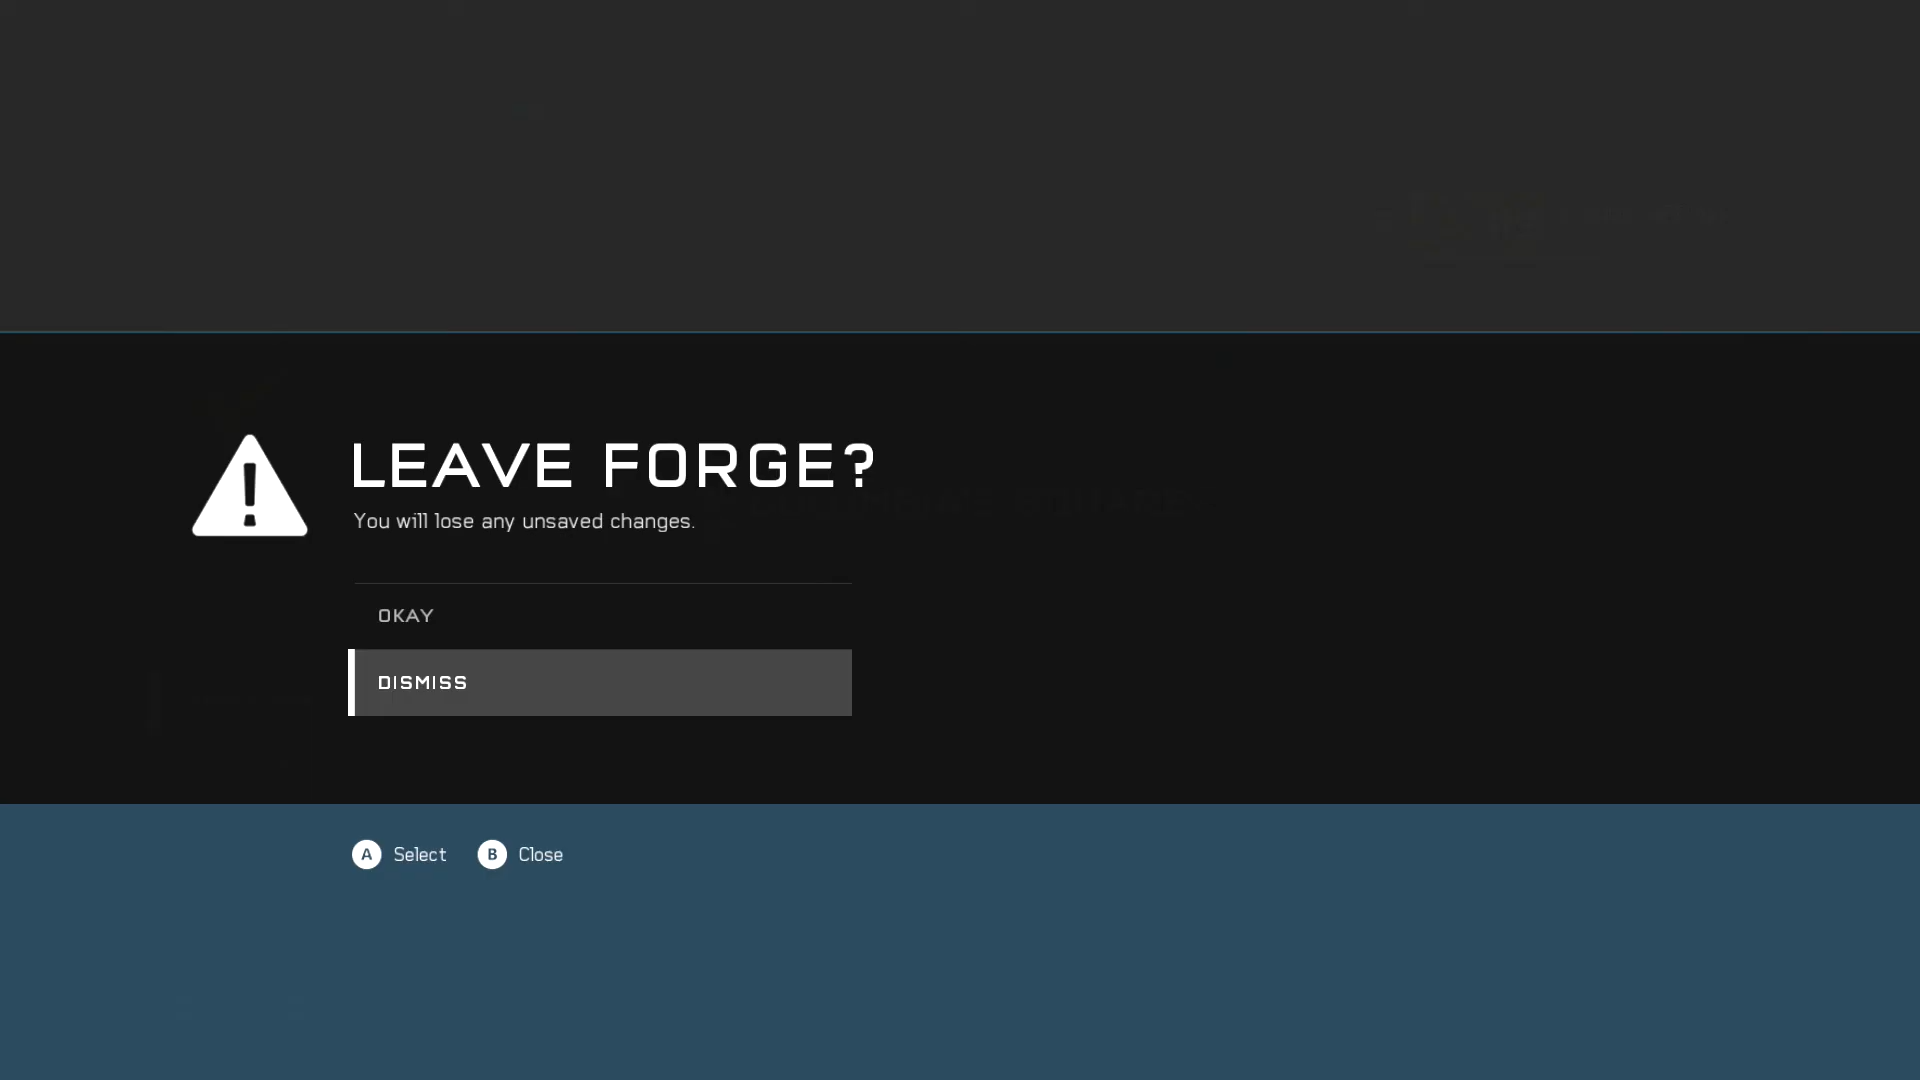 LEAVE FORGE?
You will lose any unsaved changes.
OKAY
DISMISS
A Select B Close